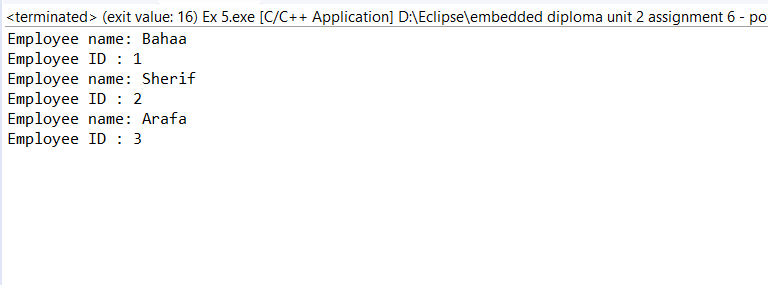 <terminated> (exit value: 16) Ex 5.exe [C/C++ Application] D:\Eclipse\embedded diploma unit 2 assignment 6 - po
Employee name: Bahaa
Employee ID : 1
Employee name: Sherif
Employee ID : 2
Employee name: Arafa
Employee ID : 3